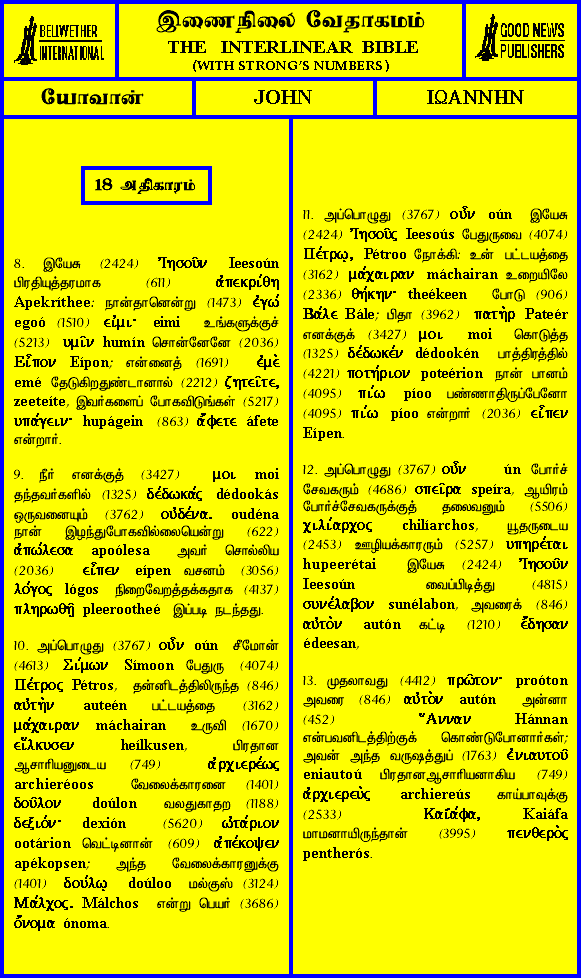 BELLWETHER
INTERNATIONAL
இணைநிலை வேதாகமம்
THE INTERLINEAR BIBLE
(WITH STRONG'S NUMBERS)
GOOD NEWS
PUBLISHERS
யோவான்
JOHN
ΙΩΑΝΝΗΝ
18 அதிகாரம்
8. இயேசு (2424) Ἰησοῦν Ieesoún
பிரதியுத்தரமாக (611) ἀπεκρίθη
Apekríthee: நான்தானென்று (1473) ἐγώ
egoó (1510) εἰμι· eimi உங்களுக்குச்
(5213) υμῖν humín சொன்னேனே (2036)
Εἶπον Eípon; என்னைத் (1691) ἐμὲ
emé தேடுகிறதுண்டானால் (2212) ζητεῖτε,
zeeteíte, இவர்களைப் போகவிடுங்கள் (5217)
υπάγειν· hupágein (863) ἄφετε áfete
என்றார்.
9. நீர் எனக்குத் (3427) μοι moi
தந்தவர்களில் (1325) δέδωκάς dédookás
ஒருவனையும் (3762) οὐδένα. oudéna
நான் இழந்துபோகவில்லையென்று (622)
ἀπώλεσα apoólesa அவர் சொல்லிய
(2036) εἶπεν eípen வசனம் (3056)
λόγος lógos நிறைவேறத்தக்கதாக (4137)
πληρωθῇ pleerootheé இப்படி நடந்தது.
10. அப்பொழுது (3767) οὖν oún சீமோன்
(4613) Σίμων Símoon பேதுரு (4074)
Πέτρος Pétros, தன்னிடத்திலிருந்த (846)
αὐτὴν auteén பட்டயத்தை (3162)
μάχαιραν máchairan உருவி (1670)
εἵλκυσεν heílkusen, பிரதான
ஆசாரியனுடைய (749) ἀρχιερέως
archieréoos வேலைக்காரனை (1401)
δοῦλον doúlon வலதுகாதற (1188)
δεξιόν· dexión (5620) ὠτάριον
ootárion வெட்டினான் (609) ἀπέκοψεν
apékopsen; அந்த வேலைக்காரனுக்கு
(1401) δούλῳ doúloo மல்குஸ் (3124)
Μάλχος. Málchos என்று பெயர் (3686)
ὄνομα ónoma.
11. அப்பொழுது (3767) οὖν oún இயேசு
(2424) Ἰησοῦς Ieesoús பேதுருவை (4074)
Πέτρῳ, Pétroo நோக்கி: உன் பட்டயத்தை
(3162) μάχαιραν máchairan உறையிலே
(2336) θήκην· theékeen போடு (906)
Βάλε Bále; பிதா (3962) πατὴρ Pateér
எனக்குக் (3427) μοι moi கொடுத்த
(1325) δέδωκέν dédookén பாத்திரத்தில்
(4221) ποτήριον poteérion நான் பானம்
(4095) πίω píoo பண்ணாதிருப்பேனோ
(4095) πίω píoo என்றார் (2036) εἶπεν
Eípen.
12. அப்பொழுது (3767) οὖν ún போர்ச்
சேவகரும் (4686) σπεῖρα speíra, ஆயிரம்
போர்ச்சேவகருக்குத் தலைவனும் (5506)
χιλίαρχος chilíarchos, யூதருடைய
(2453) ஊழியக்காரரும் (5257) υπηρέται
hupeerétai இயேசு (2424) Ἰησοῦν
Ieesoún வைப்பிடித்து (4815)
συνέλαβον sunélabon, அவரைக் (846)
αὐτὸν autón கட்டி (1210) ἔδησαν
édeesan,
13. முதலாவது (4412) πρῶτον· proóton
அவரை (846) αὐτὸν autón அன்னா
(452) Ἅνναν Hánnan
என்பவனிடத்திற்குக் கொண்டுபோனார்கள்;
அவன் அந்த வருஷத்துப் (1763) ἐνιαυτοῦ
eniautoú பிரதானஆசாரியனாகிய (749)
ἀρχιερεὺς archiereús காய்பாவுக்கு
(2533) Καϊάφα, Kaiáfa
மாமனாயிருந்தான் (3995) πενθερὸς
pentherós.